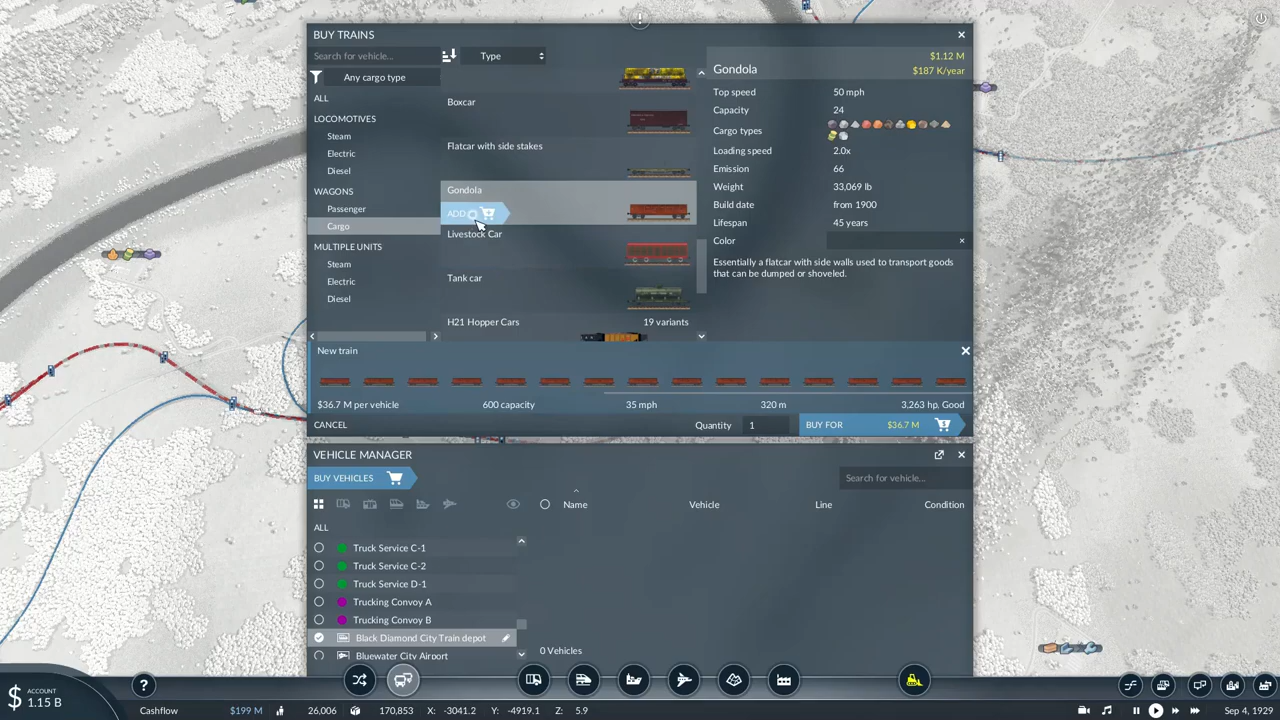 BUY TRAINS
Search for vehicle...
Type
Any cargo type
ALL
LOCOMOTIVES
Steam
Electric
Diesel
WAGONS
Passenger
Cargo
MULTIPLE UNITS
Steam
Electric
Diesel
Boxcar
Flatcar with side stakes
Gondola
ADD
Livestock Car
Tank car
H21 Hopper Cars 19 variants
$1.12 M
Gondola
$187 K/year
Top speed 50 mph
Capacity 24
Cargo types
Loading speed 2.0x
Emission 66
Weight 33,069 lb
Build date from 1900
Lifespan 45 years
Color
Essentially a flatcar with side walls used to transport goods
that can be dumped or shoveled.
New train
$36.7 M per vehicle 600 capacity 35 mph 320 m 3,263 hp. Good
CANCEL Quantity 1 BUY FOR $36.7 M
VEHICLE MANAGER
BUY VEHICLES
Search for vehicle...
Name Vehicle Line Condition
ALL
Truck Service C-1
Truck Service C-2
Truck Service D-1
Trucking Convoy A
Trucking Convoy B
Black Diamond City Train depot
Bluewater City Airport
0 Vehicles
$ ACCOUNT
1.15 B
?
Cashflow $199 M 26,006 170,853 X: -3041.2 Y: -4919.1 Z: 5.9 Sep 4, 1929